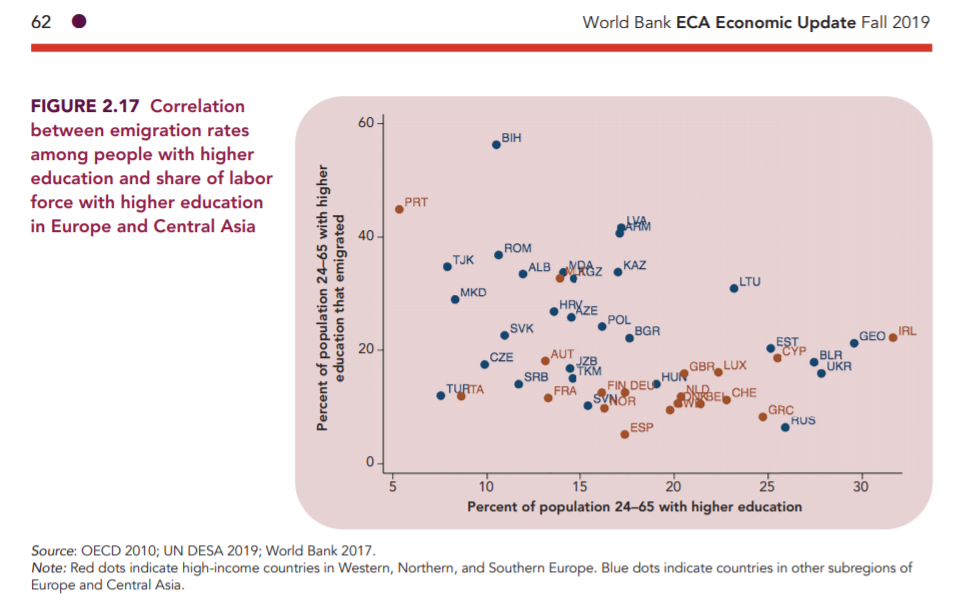 62
World Bank ECA Economic Update Fall 2019
FIGURE 2.17 Correlation
between emigration rates
among people with higher
education and share of labor
force with higher education
in Europe and Central Asia
Percent of population 24–65 with higher
education that emigrated
60
40
20
0
BIH
PRT
LVA
ARM
ROM
TJK
ALB
MDA
KGZ
KAZ
MKD
LTU
HRV
AZE
POL
SVK
BGR
IRL
GEO
EST
CYP
AUT
CZE
UZB
TKM
BLR
UKR
GBR
LUX
SRB
HUN
TUR
ITA
FRA
FIN
DEU
SVN
NOR
NLD
DNK
BEL
CHE
ESP
GRC
RUS
5
10
15
20
25
30
Percent of population 24–65 with higher education
Source: OECD 2010; UN DESA 2019; World Bank 2017.
Note: Red dots indicate high-income countries in Western, Northern, and Southern Europe. Blue dots indicate countries in other subregions of
Europe and Central Asia.